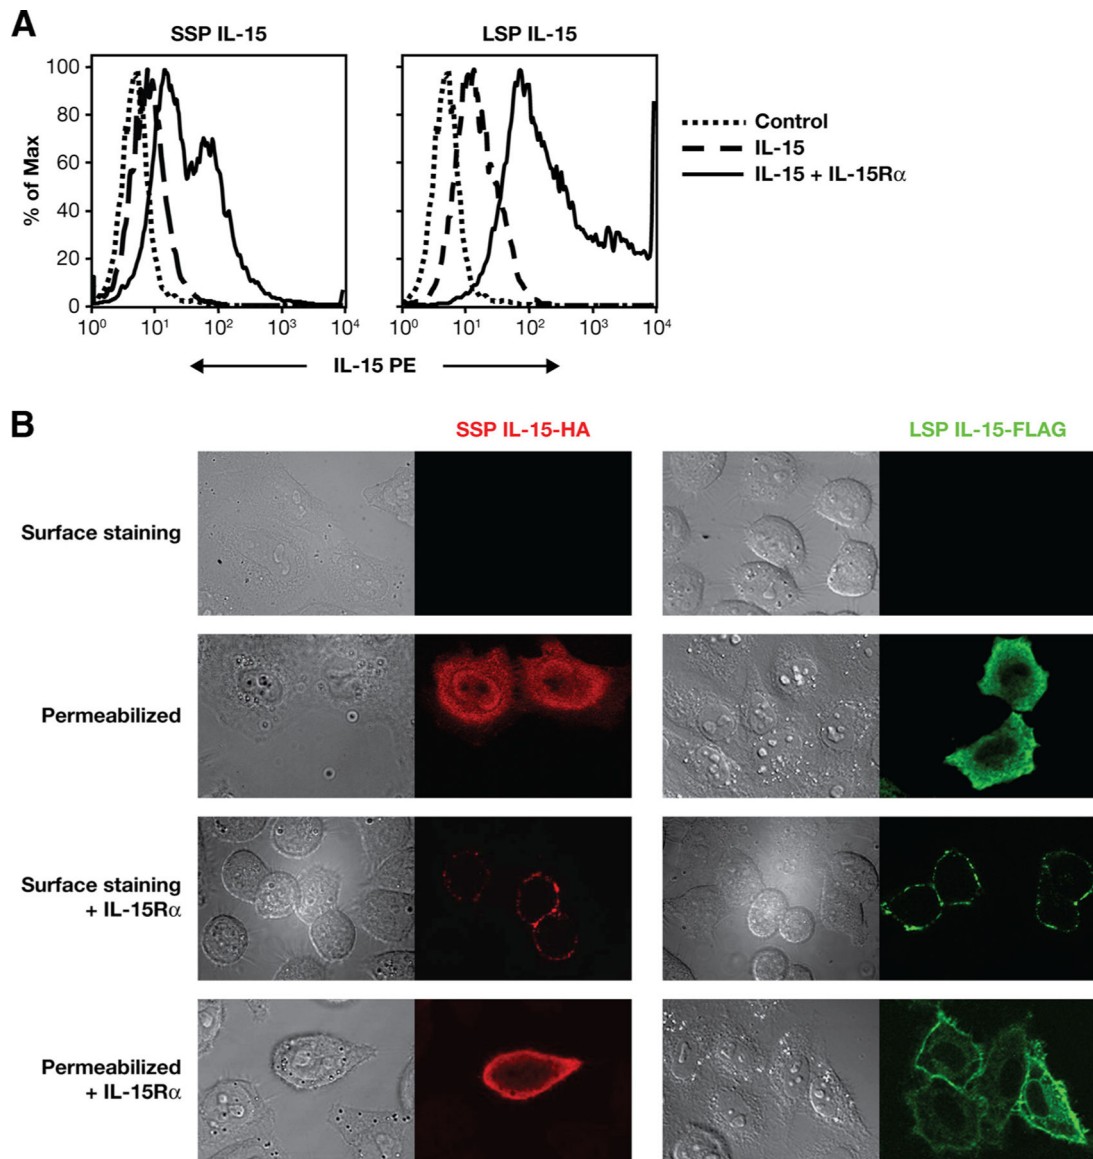 A
SSP IL-15
LSP IL-15
% of Max
100
80
60
40
20
0
10⁰ 10¹ 10² 10³ 10⁴
10⁰ 10¹ 10² 10³ 10⁴
IL-15 PE
Control
IL-15
IL-15 + IL-15Rα
B
SSP IL-15-HA
LSP IL-15-FLAG
Surface staining
Permeabilized
Surface staining
+ IL-15Rα
Permeabilized
+ IL-15Rα